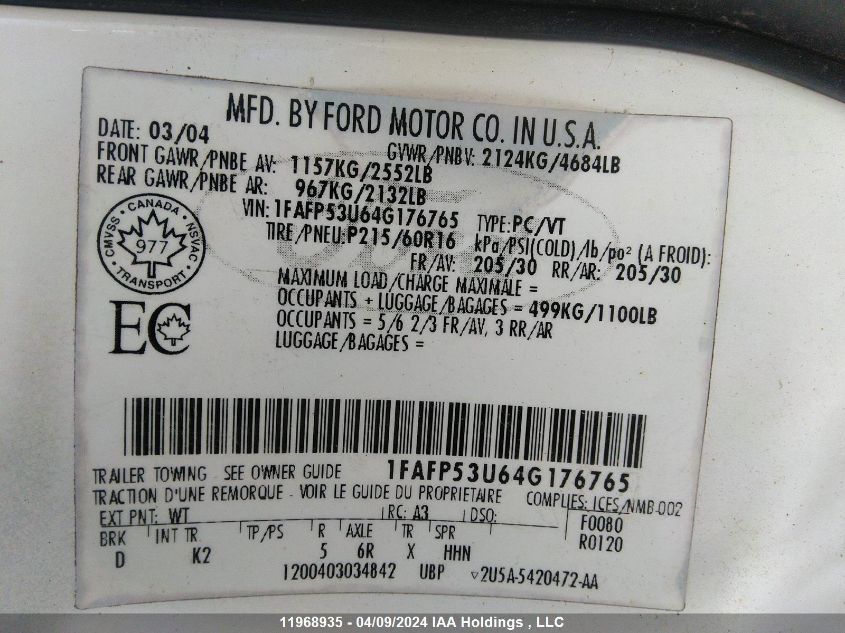 MFD. BY FORD MOTOR CO. IN U.S.A.
DATE: 03/04 GVWR/PNBV: 2124KG/4684LB
FRONT GAWR/PNBE AV: 1157KG/2552LB
REAR GAWR/PNBE AR: 967KG/2132LB
VIN: 1FAFP53U64G176765 TYPE: PC/VT
TIRE/PNEU: P215/60R16 kPa/PSI(COLD)/lb/po² (A FROID):
FR/AV: 205/30 RR/AR: 205/30
MAXIMUM LOAD/CHARGE MAXIMALE =
OCCUPANTS + LUGGAGE/BAGAGES = 499KG/1100LB
OCCUPANTS = 5/6 2/3 FR/AV, 3 RR/AR
LUGGAGE/BAGAGES =
CMVSS • CANADA • NSVAC
977
TRANSPORT
EC
1FAFP53U64G176765
TRAILER TOWING - SEE OWNER GUIDE
TRACTION D'UNE REMORQUE - VOIR LE GUIDE DU PROPRIETAIRE
COMPLIES: ICES/NMB-002
EXT PNT: WT RC: A3 DSO: F0080
BRK INT TR TP/PS R AXLE TR SPR R0120
D K2 5 6R X HHN
1200403034842 UBP ▽2U5A-5420472-AA
11968935 - 04/09/2024 IAA Holdings , LLC